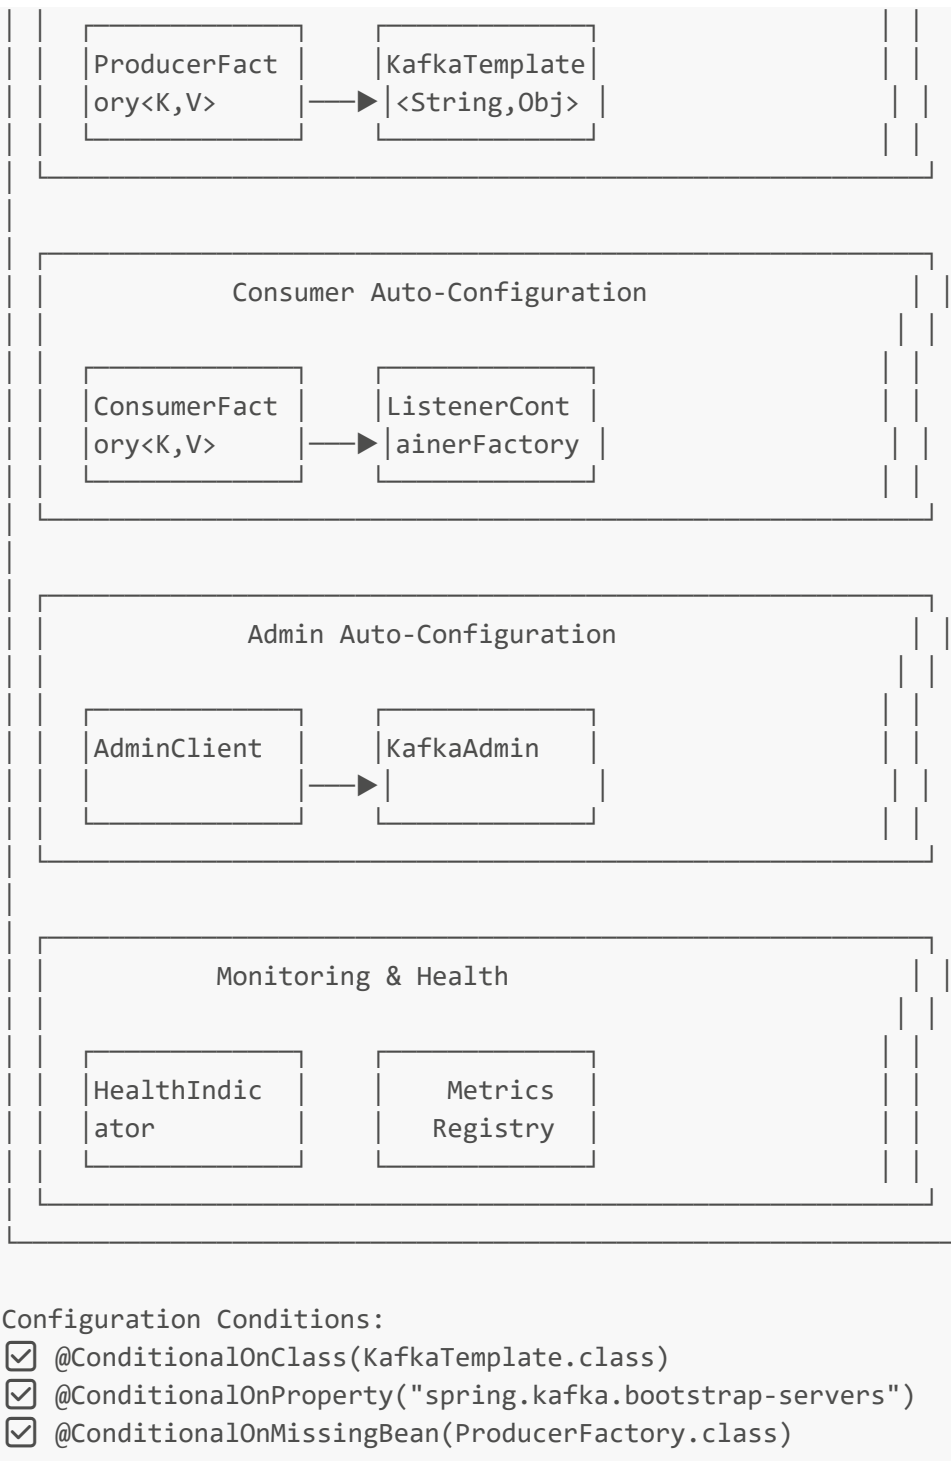 ProducerFact KafkaTemplate
ory<K,V> <String,Obj>
Consumer Auto-Configuration
ConsumerFact ListenerCont
ory<K,V> ainerFactory
Admin Auto-Configuration
AdminClient KafkaAdmin
Monitoring & Health
HealthIndic Metrics
ator Registry
Configuration Conditions:
☑ @ConditionalOnClass(KafkaTemplate.class)
☑ @ConditionalOnProperty("spring.kafka.bootstrap-servers")
☑ @ConditionalOnMissingBean(ProducerFactory.class)